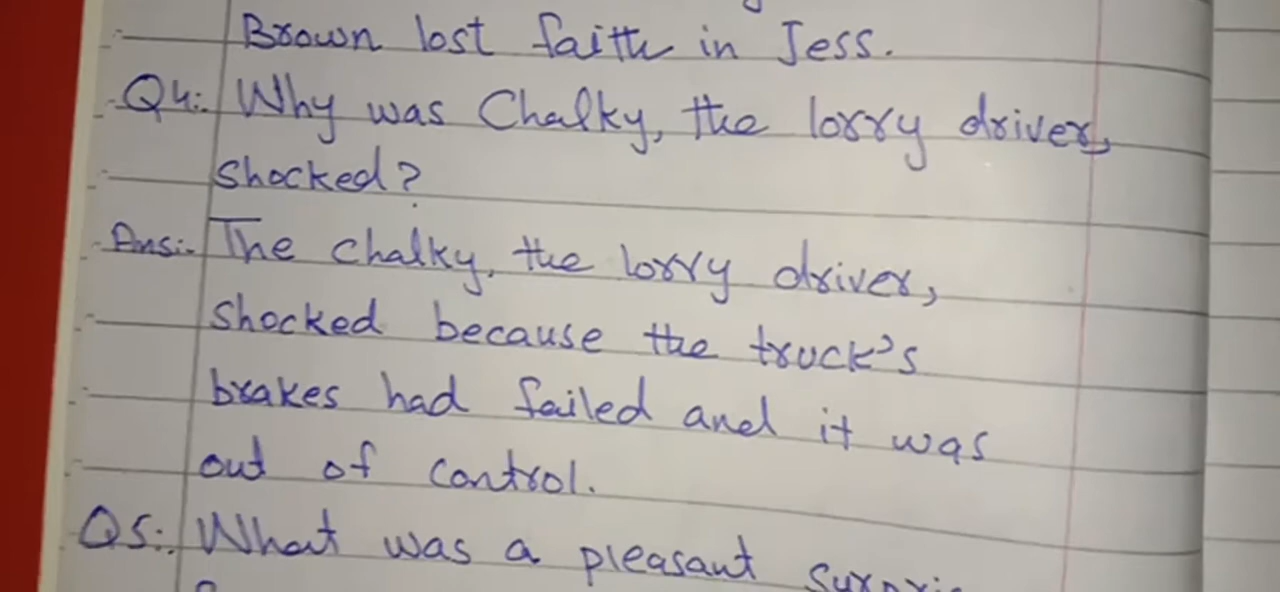 Brown lost faith in Jess.
Q4:. Why was Chalky, the lorry driver,
shocked?
Ans:. The Chalky, the lorry driver,
shocked because the truck's
brakes had failed and it was
out of control.
Q5:. What was a pleasant